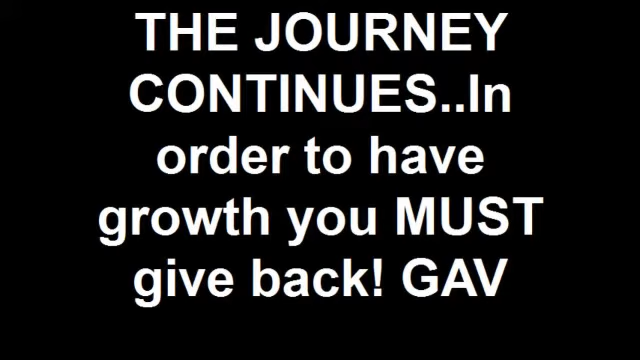 THE JOURNEY
CONTINUES..In
order to have
growth you MUST
give back! GAV